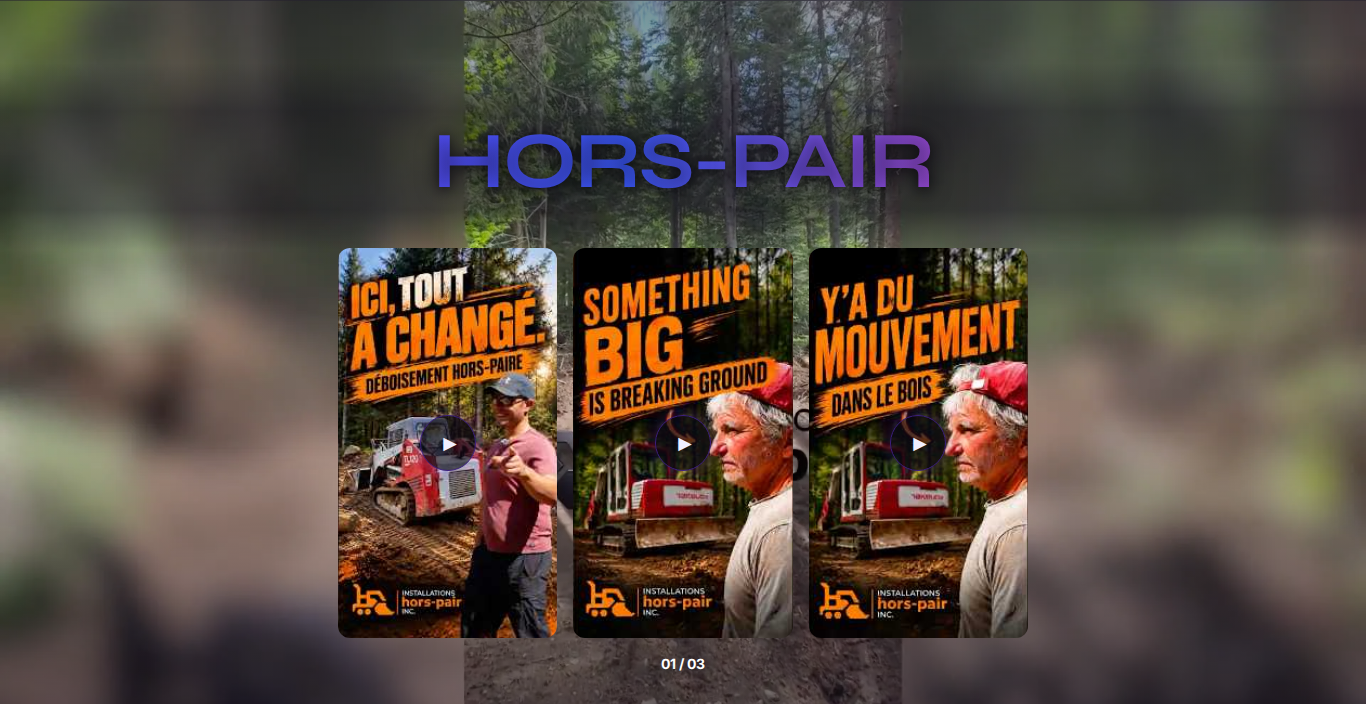 HORS-PAIR
ICI, TOUT
A CHANGÉ.
DÉBOISEMENT HORS-PAIRE
INSTALLATIONS
hors-pair
INC.
SOMETHING
BIG
IS BREAKING GROUND
INSTALLATIONS
hors-pair
INC.
Y'A DU
MOUVEMENT
DANS LE BOIS
INSTALLATIONS
hors-pair
INC.
01 / 03